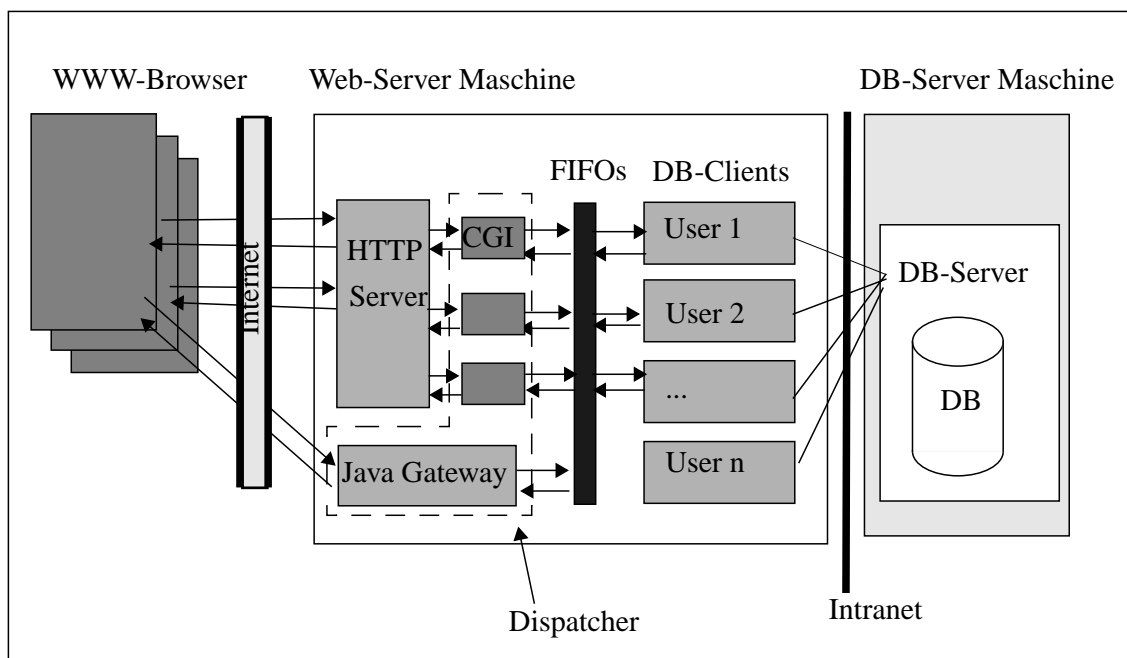 WWW-Browser
Web-Server Maschine
DB-Server Maschine
FIFOs
DB-Clients
Internet
HTTP
Server
CGI
User 1
User 2
...
User n
Java Gateway
DB-Server
DB
Dispatcher
Intranet